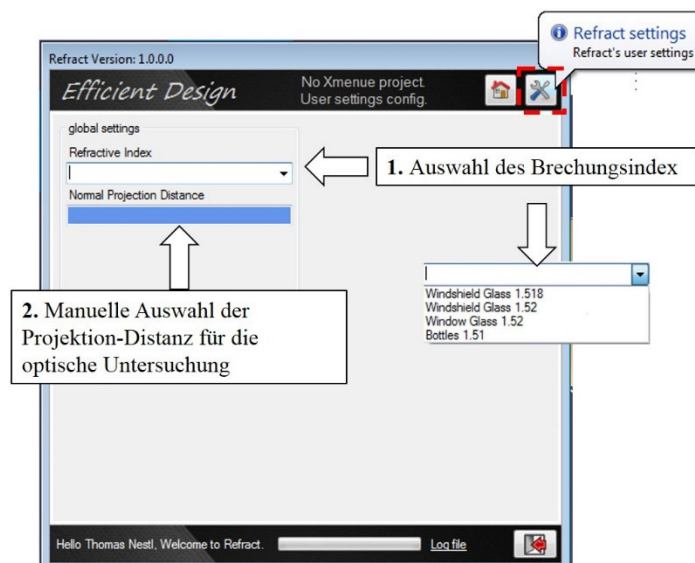 Refract settings
Refract's user settings
Refract Version: 1.0.0.0
Efficient Design
No Xmenue project.
User settings config.
global settings
Refractive Index
1. Auswahl des Brechungsindex
Normal Projection Distance
Windshield Glass 1.518
Windshield Glass 1.52
Window Glass 1.52
Bottles 1.51
2. Manuelle Auswahl der
Projektion-Distanz für die
optische Untersuchung
Hello Thomas Nestl, Welcome to Refract.
Log file